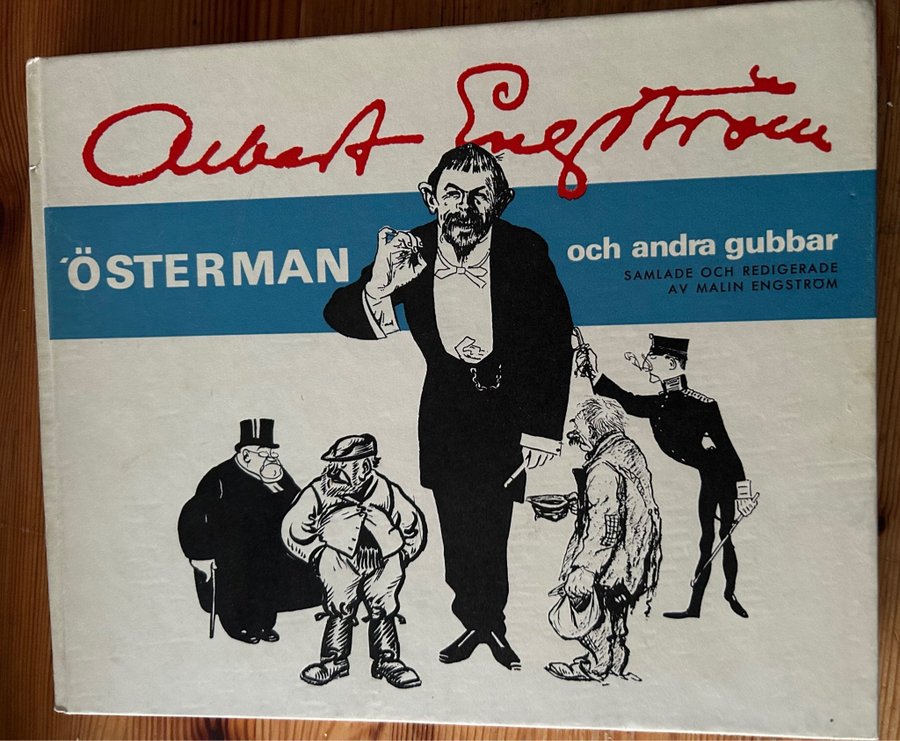 Albert Engström
'ÖSTERMAN
och andra gubbar
SAMLADE OCH REDIGERADE
AV MALIN ENGSTRÖM